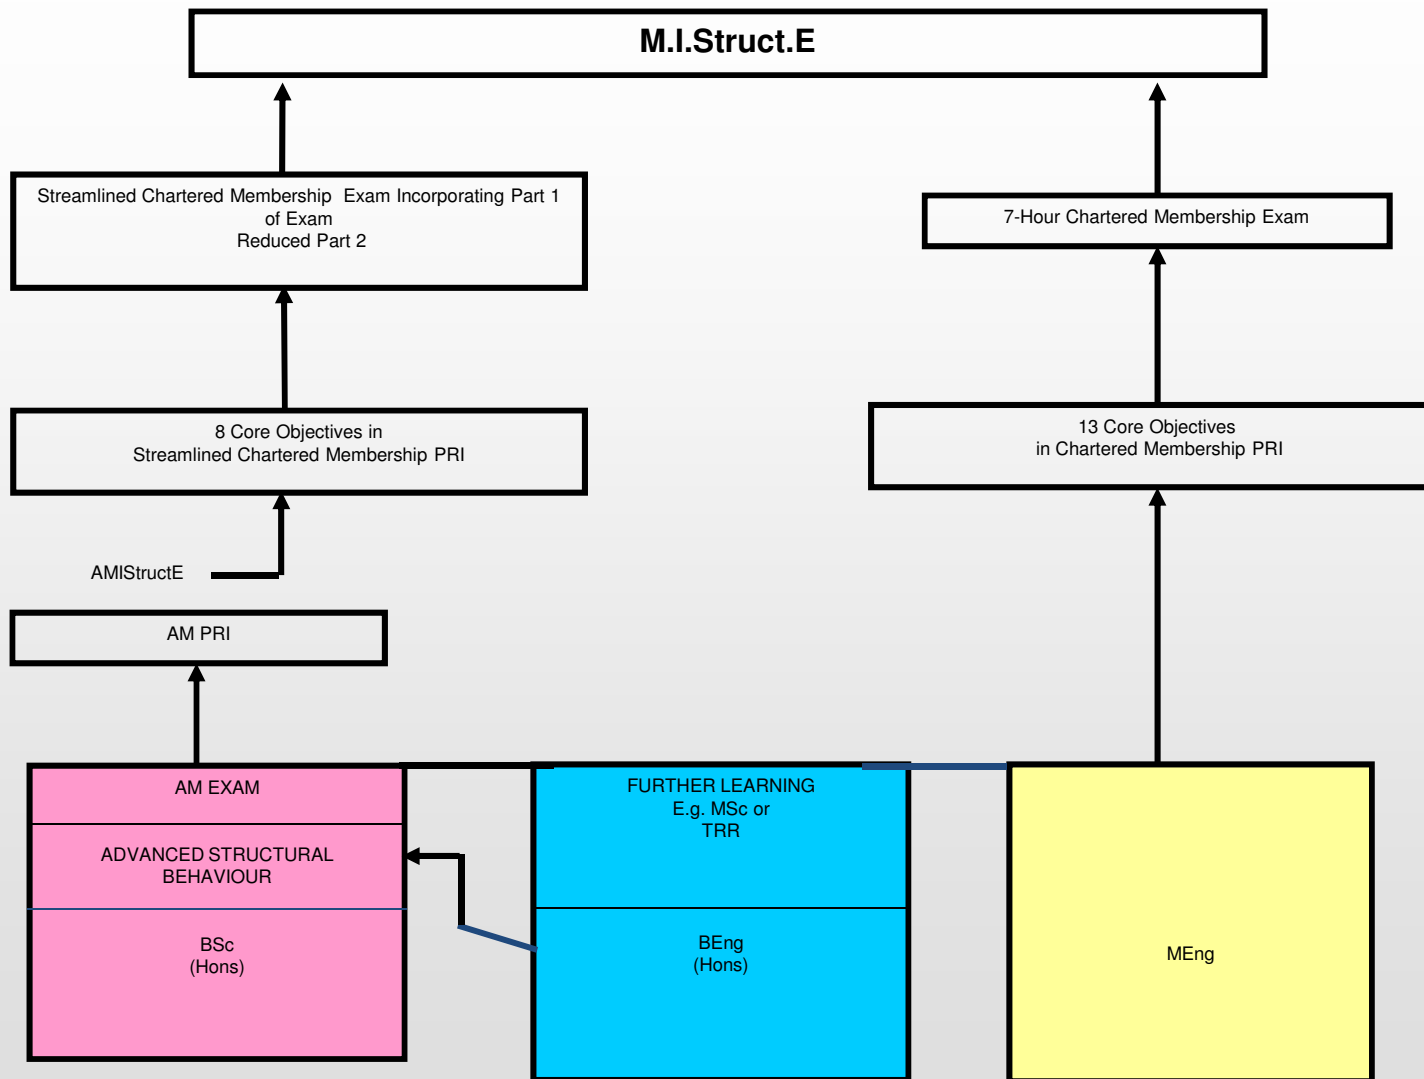 M.I.Struct.E
Streamlined Chartered Membership Exam Incorporating Part 1
of Exam
Reduced Part 2
7-Hour Chartered Membership Exam
8 Core Objectives in
Streamlined Chartered Membership PRI
13 Core Objectives
in Chartered Membership PRI
AMIStructE
AM PRI
AM EXAM
ADVANCED STRUCTURAL
BEHAVIOUR
BSc
(Hons)
FURTHER LEARNING
E.g. MSc or
TRR
BEng
(Hons)
MEng